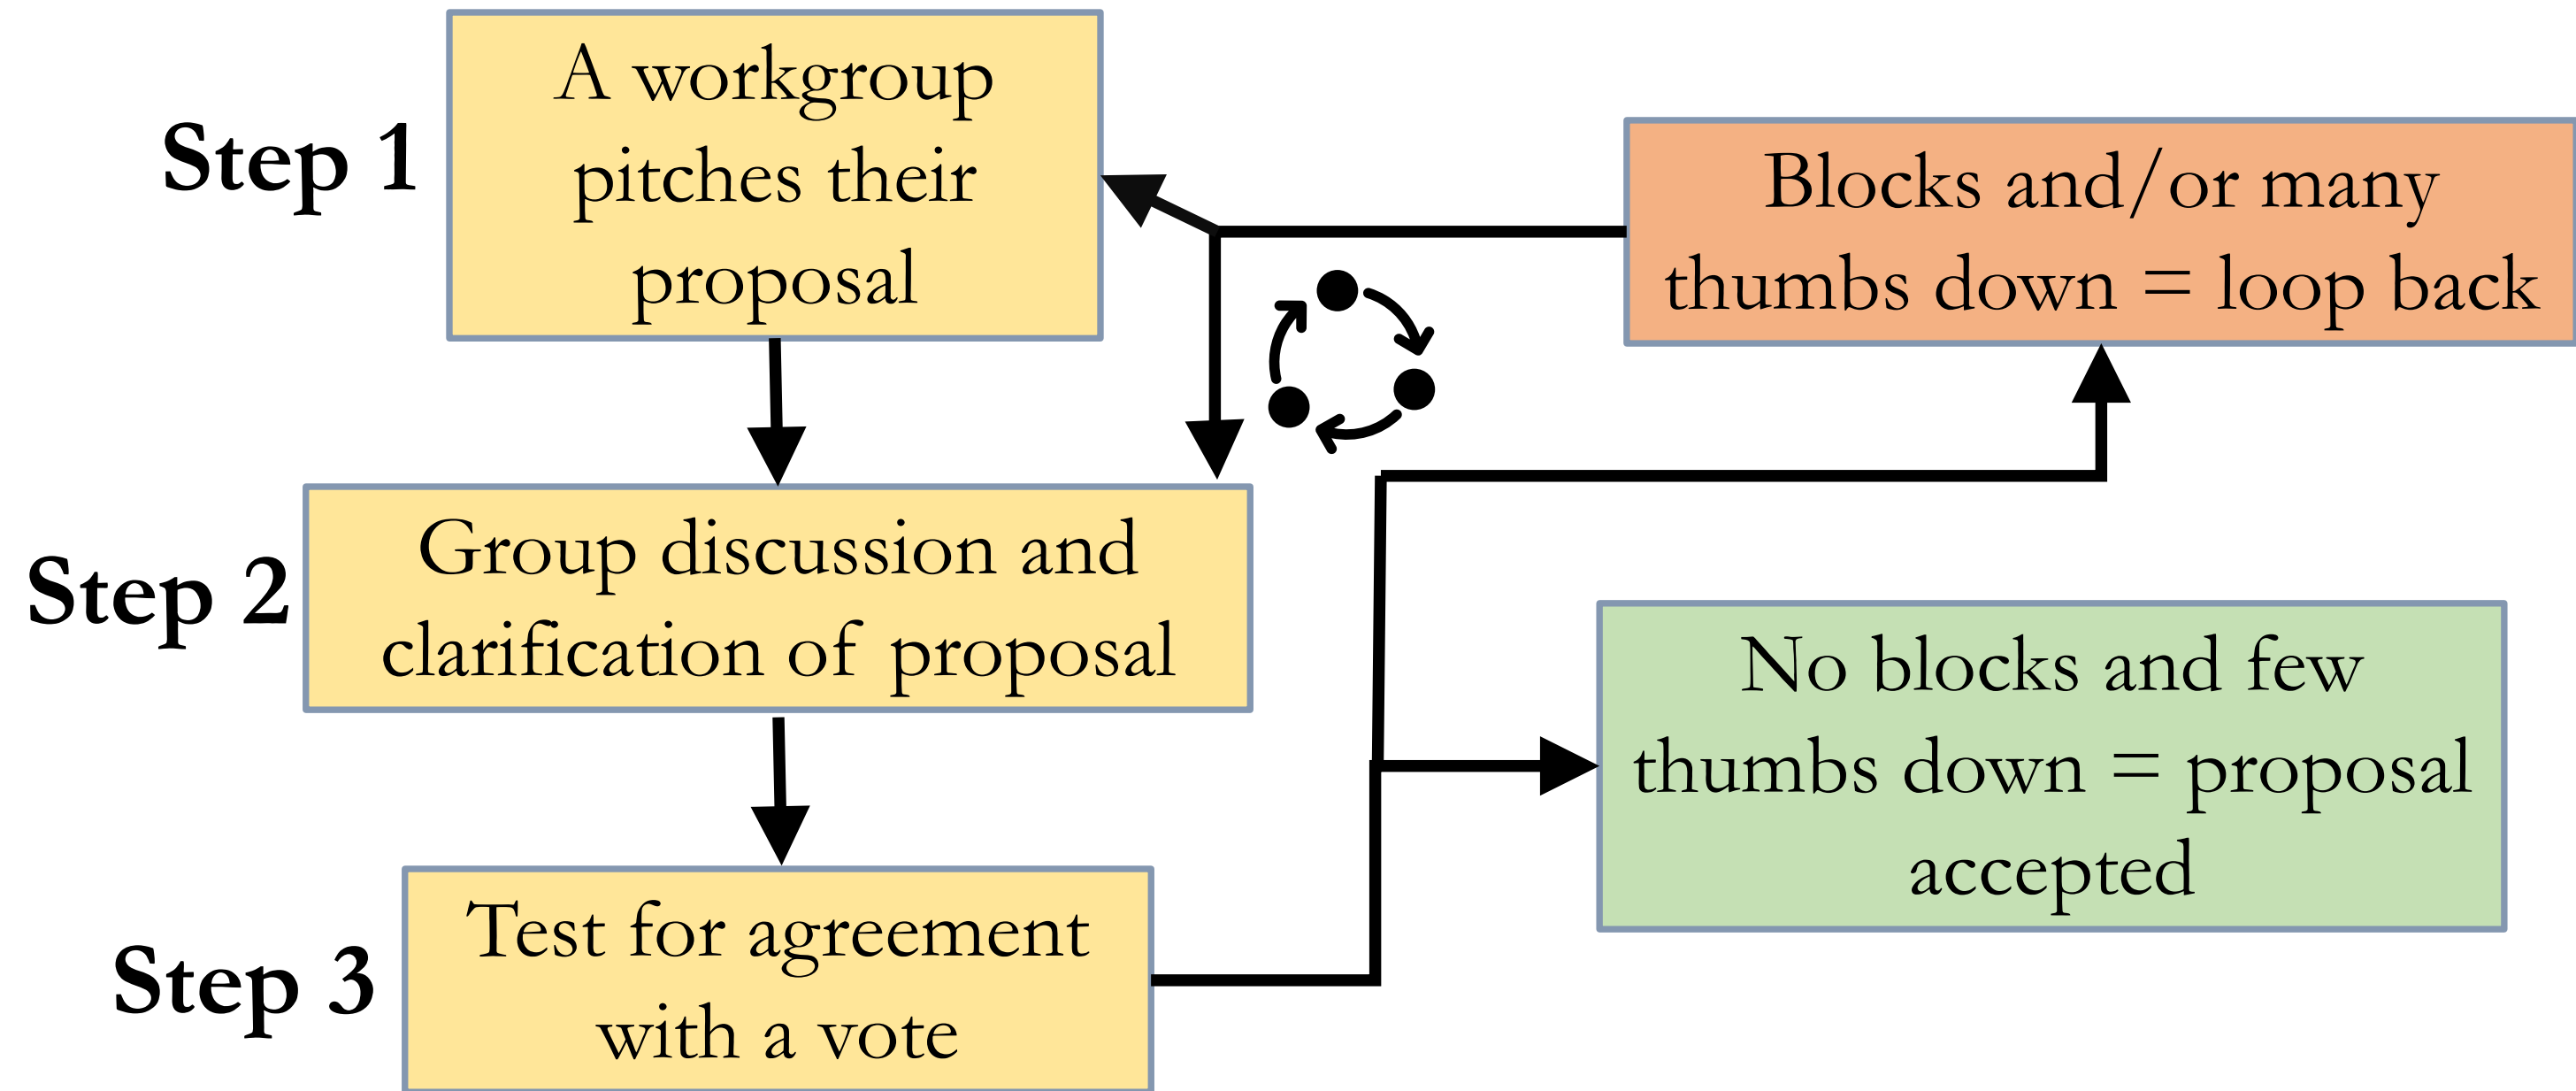 Step 1
A workgroup
pitches their
proposal
Blocks and/or many
thumbs down = loop back
Step 2
Group discussion and
clarification of proposal
No blocks and few
thumbs down = proposal
accepted
Step 3
Test for agreement
with a vote